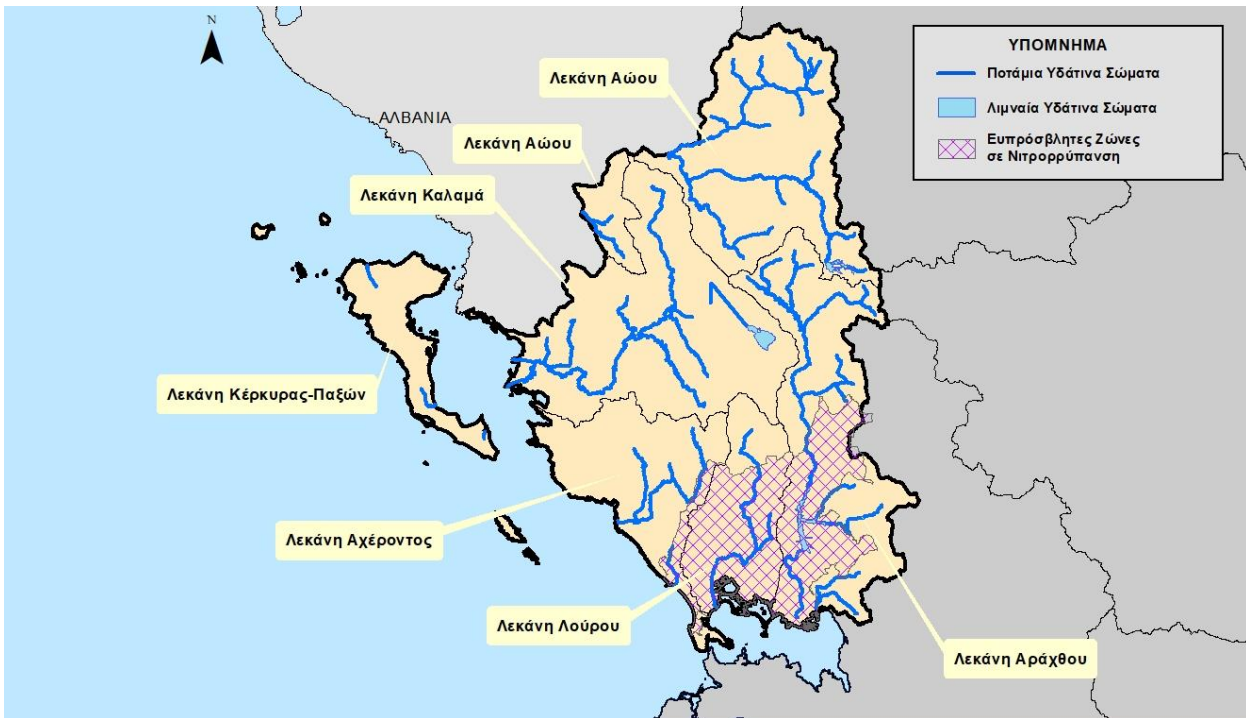 N
ΥΠΟΜΝΗΜΑ
Ποτάμια Υδάτινα Σώματα
Λιμναία Υδάτινα Σώματα
Ευπρόσβλητες Ζώνες
σε Νιτρορρύπανση
Λεκάνη Αώου
ΑΛΒΑΝΙΑ
Λεκάνη Αώου
Λεκάνη Καλαμά
Λεκάνη Κέρκυρας-Παξών
Λεκάνη Αχέροντος
Λεκάνη Λούρου
Λεκάνη Αράχθου